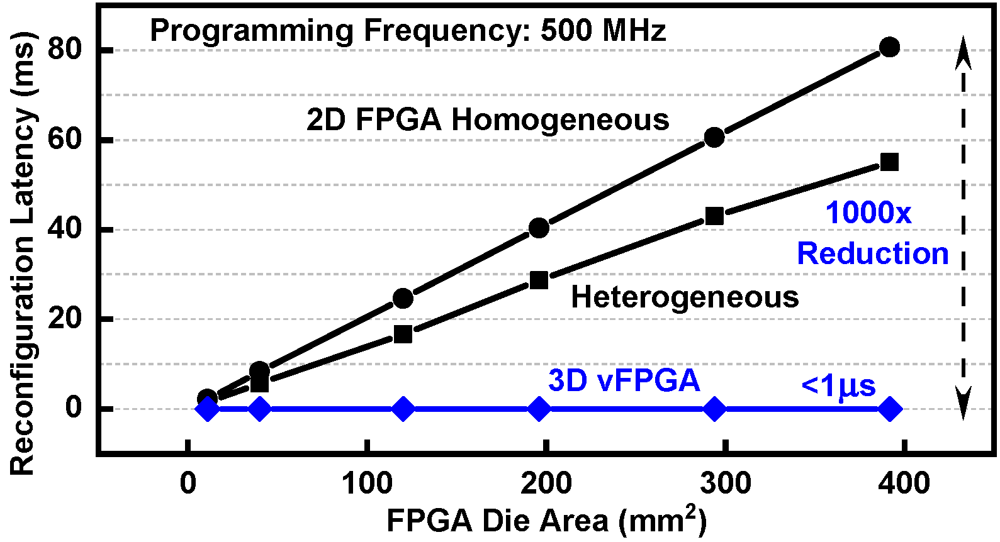 Programming Frequency: 500 MHz
Reconfiguration Latency (ms)
80
60
40
20
0
2D FPGA Homogeneous
1000x
Reduction
Heterogeneous
3D vFPGA
<1μs
0 100 200 300 400
FPGA Die Area (mm²)